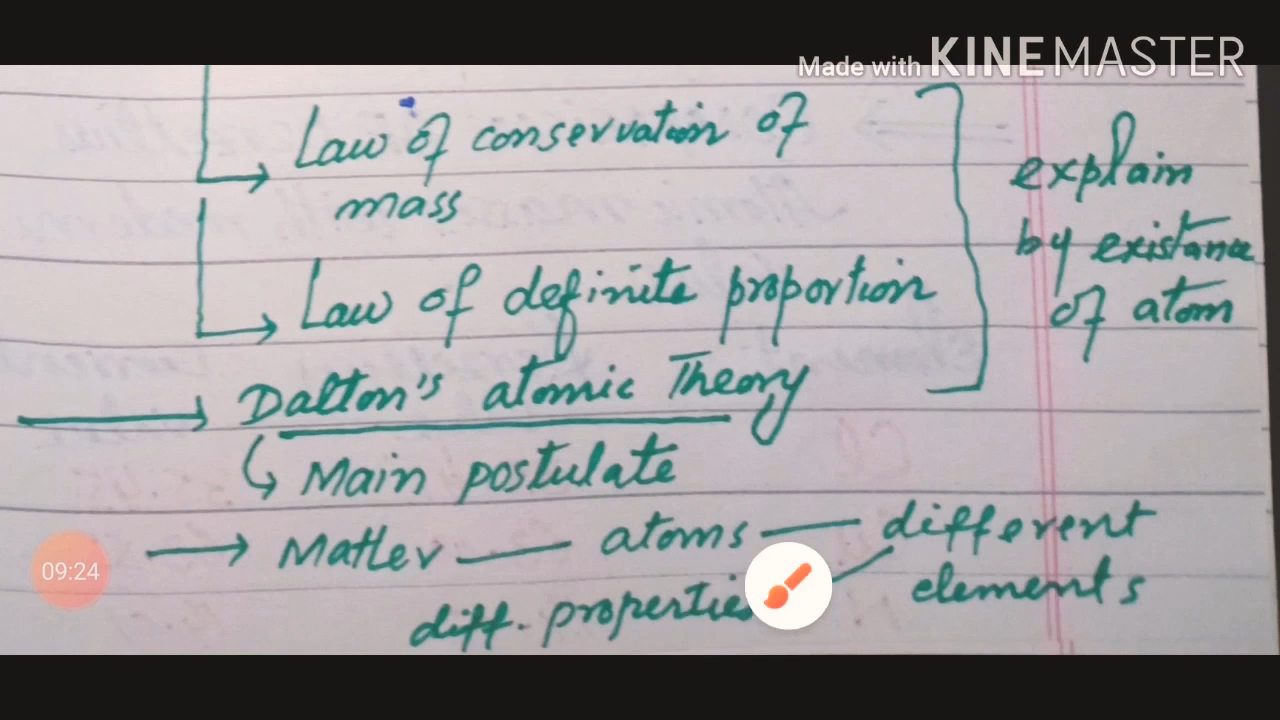 Made with KINEMASTER
Law of conservation of
mass
Law of definite proportion
explain
by existance
of atom
Dalton's atomic Theory
Main postulate
Matter — atoms — different
elements
diff. properties
09:24